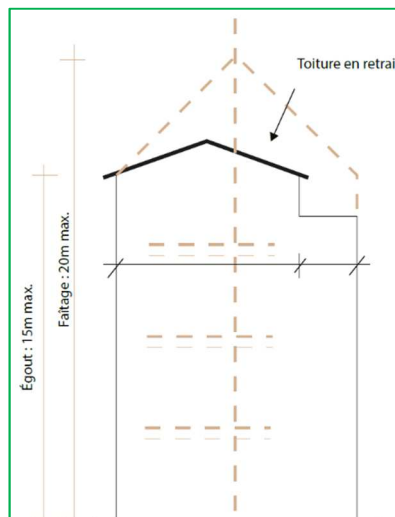 Toiture en retrai
Faîtage : 20m max.
Égout : 15m max.